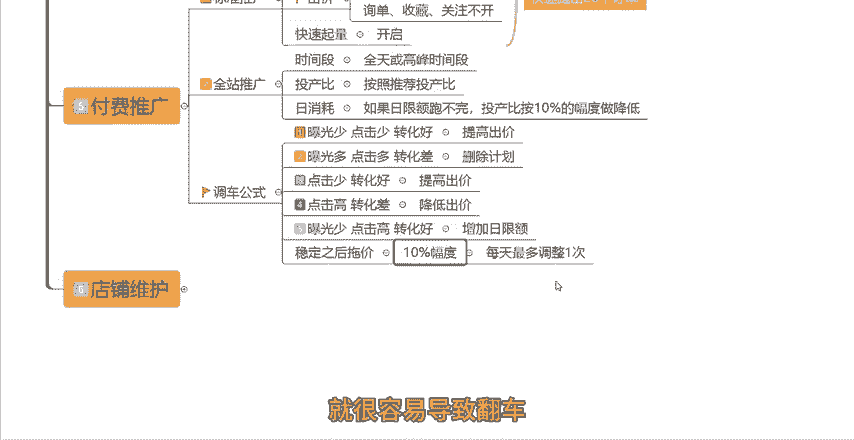 出价
询单、收藏、关注不开
快速起量 开启
时间段 全天或高峰时间段
全站推广 投产比 按照推荐投产比
5 付费推广
日消耗 如果日限额跑不完，投产比按10%的幅度做降低
1 曝光少 点击少 转化好 提高出价
曝光多 点击多 转化差 删除计划
点击少 转化好 提高出价
调车公式
4 点击高 转化差 降低出价
曝光少 点击高 转化好 增加日限额
稳定之后拖价 10%幅度 每天最多调整1次
6 店铺维护
就很容易导致翻车